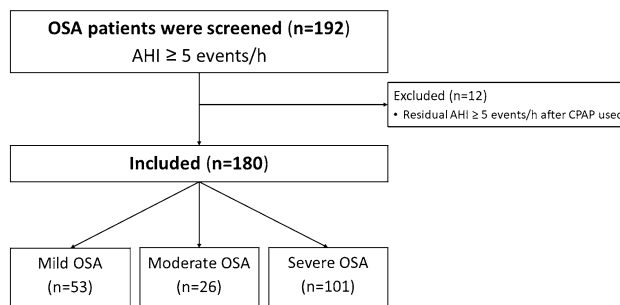 OSA patients were screened (n=192)
AHI ≥ 5 events/h
Excluded (n=12)
• Residual AHI ≥ 5 events/h after CPAP used
Included (n=180)
Mild OSA
(n=53)
Moderate OSA
(n=26)
Severe OSA
(n=101)